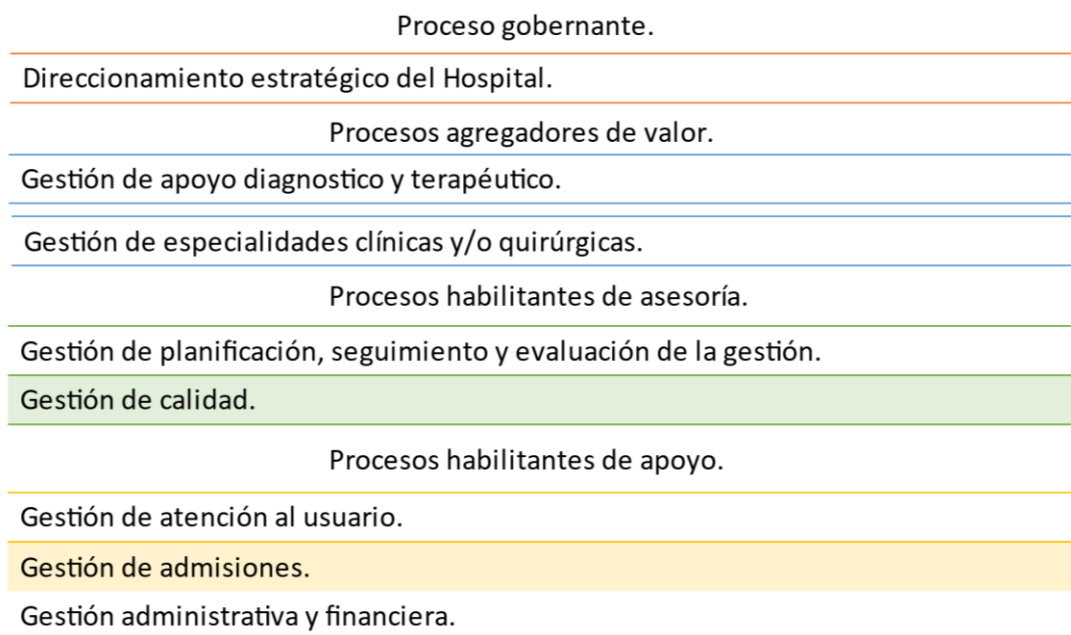 Proceso gobernante.
Direccionamiento estratégico del Hospital.
Procesos agregadores de valor.
Gestión de apoyo diagnostico y terapéutico.
Gestión de especialidades clínicas y/o quirúrgicas.
Procesos habilitantes de asesoría.
Gestión de planificación, seguimiento y evaluación de la gestión.
Gestión de calidad.
Procesos habilitantes de apoyo.
Gestión de atención al usuario.
Gestión de admisiones.
Gestión administrativa y financiera.